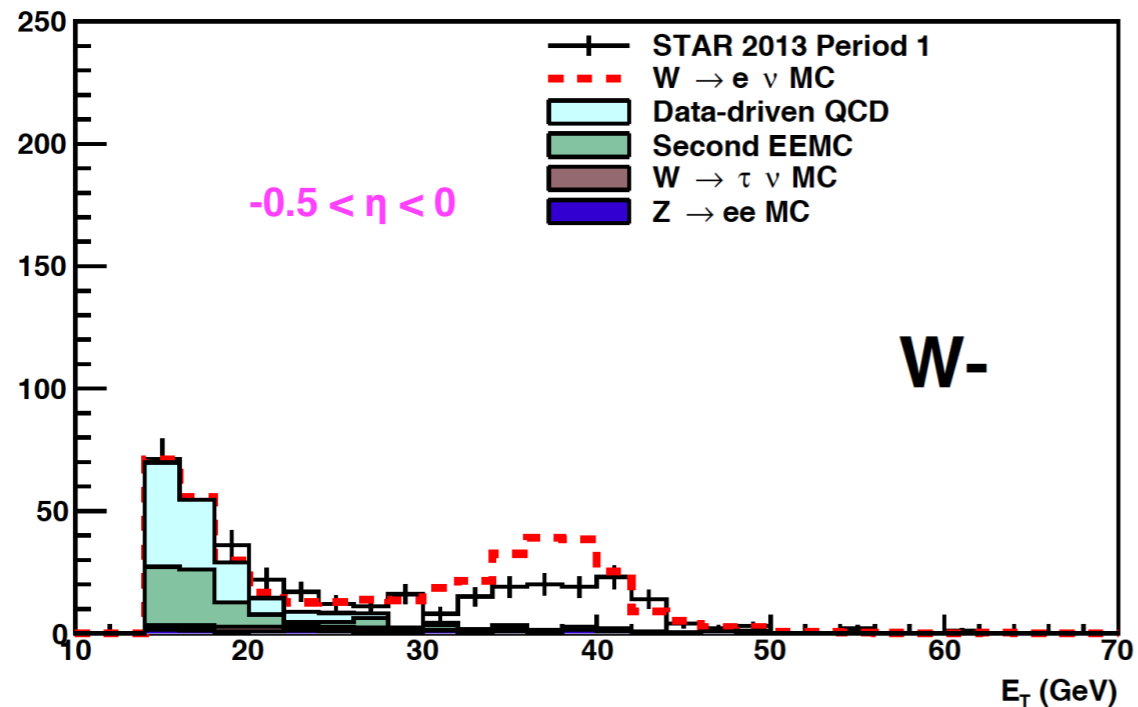 250
200
150
100
50
0
STAR 2013 Period 1
W → e ν MC
Data-driven QCD
Second EEMC
W → τ ν MC
Z → ee MC
-0.5 < η < 0
W-
10 20 30 40 50 60 70
E_T (GeV)